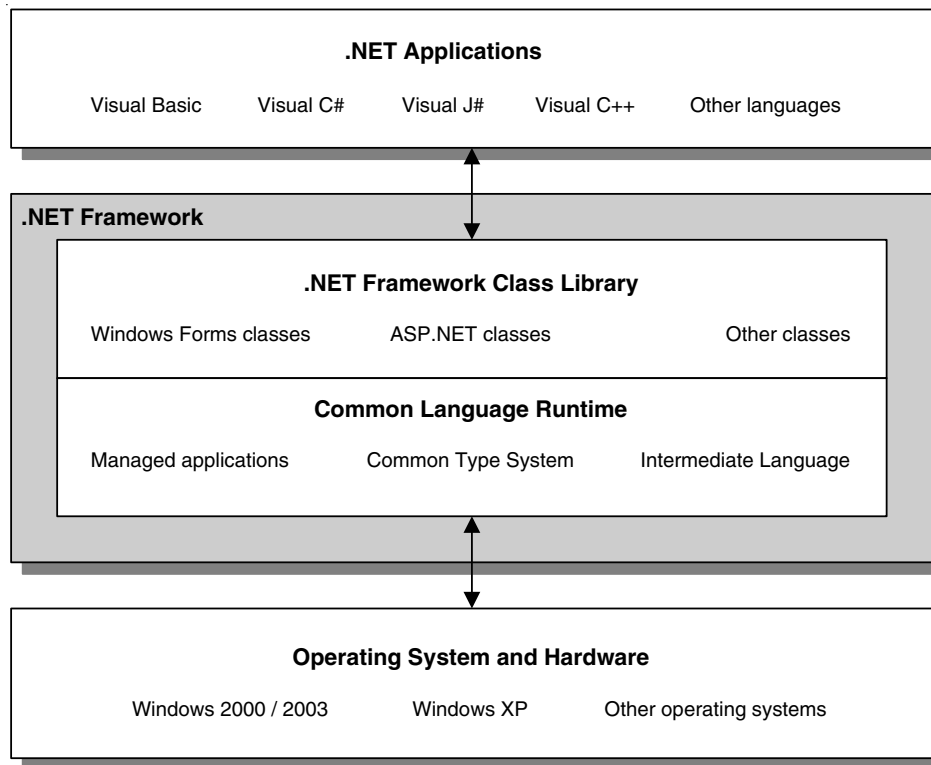 .NET Applications
Visual Basic Visual C# Visual J# Visual C++ Other languages
.NET Framework
.NET Framework Class Library
Windows Forms classes ASP.NET classes Other classes
Common Language Runtime
Managed applications Common Type System Intermediate Language
Operating System and Hardware
Windows 2000 / 2003 Windows XP Other operating systems